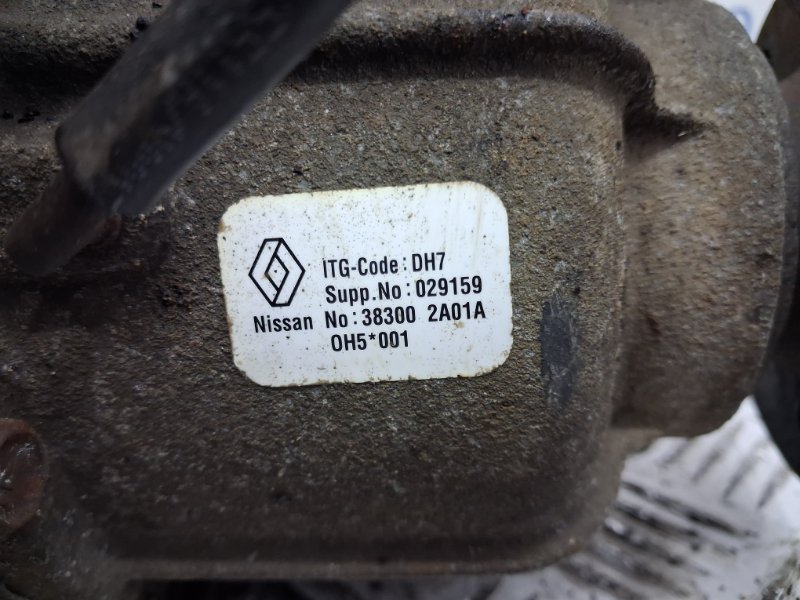 ITG-Code: DH7
Supp.No: 029159
Nissan No: 38300 2A01A
OH5*001